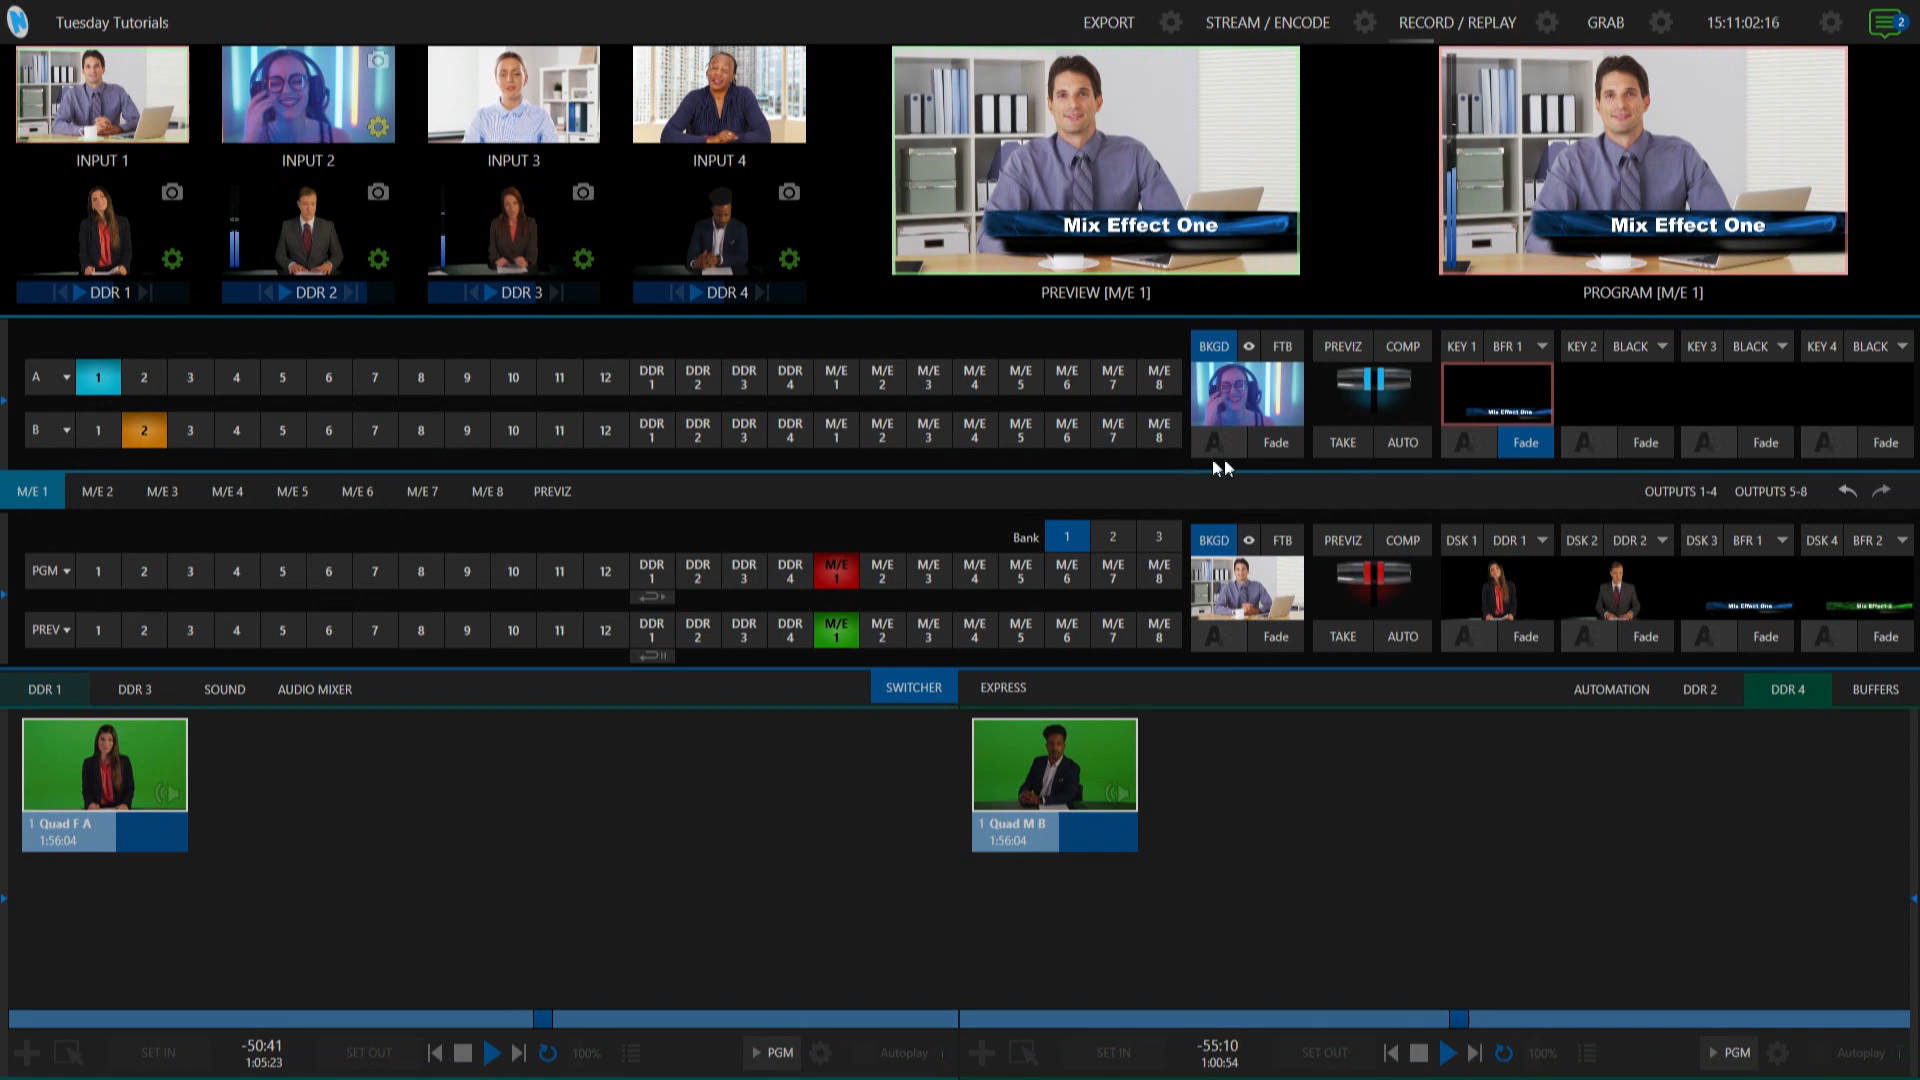 Tuesday Tutorials
EXPORT STREAM / ENCODE RECORD / REPLAY GRAB 15:11:02:16 2
INPUT 1 INPUT 2 INPUT 3 INPUT 4
Mix Effect One Mix Effect One
DDR 1 DDR 2 DDR 3 DDR 4 PREVIEW [M/E 1] PROGRAM [M/E 1]
BKGD FTB PREVIZ COMP KEY 1 BFR 1 KEY 2 BLACK KEY 3 BLACK KEY 4 BLACK
A 1 2 3 4 5 6 7 8 9 10 11 12 DDR 1 DDR 2 DDR 3 DDR 4 M/E 1 M/E 2 M/E 3 M/E 4 M/E 5 M/E 6 M/E 7 M/E 8
Mix Effect One
B 1 2 3 4 5 6 7 8 9 10 11 12 DDR 1 DDR 2 DDR 3 DDR 4 M/E 1 M/E 2 M/E 3 M/E 4 M/E 5 M/E 6 M/E 7 M/E 8
Fade TAKE AUTO Fade Fade Fade Fade
M/E 1 M/E 2 M/E 3 M/E 4 M/E 5 M/E 6 M/E 7 M/E 8 PREVIZ OUTPUTS 1-4 OUTPUTS 5-8
Bank 1 2 3 BKGD FTB PREVIZ COMP DSK 1 DDR 1 DSK 2 DDR 2 DSK 3 BFR 1 DSK 4 BFR 2
PGM 1 2 3 4 5 6 7 8 9 10 11 12 DDR 1 DDR 2 DDR 3 DDR 4 M/E 1 M/E 2 M/E 3 M/E 4 M/E 5 M/E 6 M/E 7 M/E 8
Mix Effect One
PREV 1 2 3 4 5 6 7 8 9 10 11 12 DDR 1 DDR 2 DDR 3 DDR 4 M/E 1 M/E 2 M/E 3 M/E 4 M/E 5 M/E 6 M/E 7 M/E 8
Fade TAKE AUTO Fade Fade Fade Fade
DDR 1 DDR 3 SOUND AUDIO MIXER SWITCHER EXPRESS AUTOMATION DDR 2 DDR 4 BUFFERS
1 Quad F A 1 Quad M B
1:56:04 1:56:04
SET IN -50:41 SET OUT 100% PGM Autoplay SET IN -55:10 SET OUT 100% PGM Autoplay
1:05:23 1:00:54